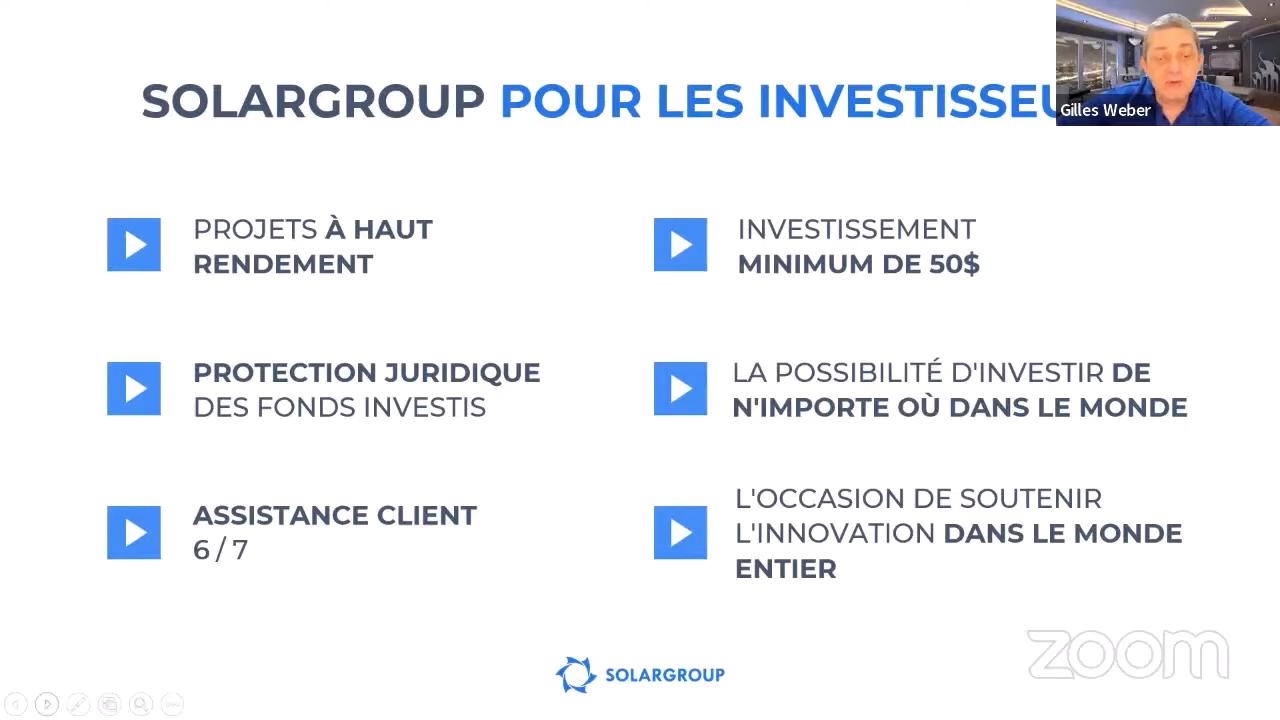 SOLARGROUP POUR LES INVESTISSEU
Gilles Weber
PROJETS À HAUT
RENDEMENT
INVESTISSEMENT
MINIMUM DE 50$
PROTECTION JURIDIQUE
DES FONDS INVESTIS
LA POSSIBILITÉ D'INVESTIR DE
N'IMPORTE OÙ DANS LE MONDE
ASSISTANCE CLIENT
6 / 7
L'OCCASION DE SOUTENIR
L'INNOVATION DANS LE MONDE
ENTIER
SOLARGROUP
zoom